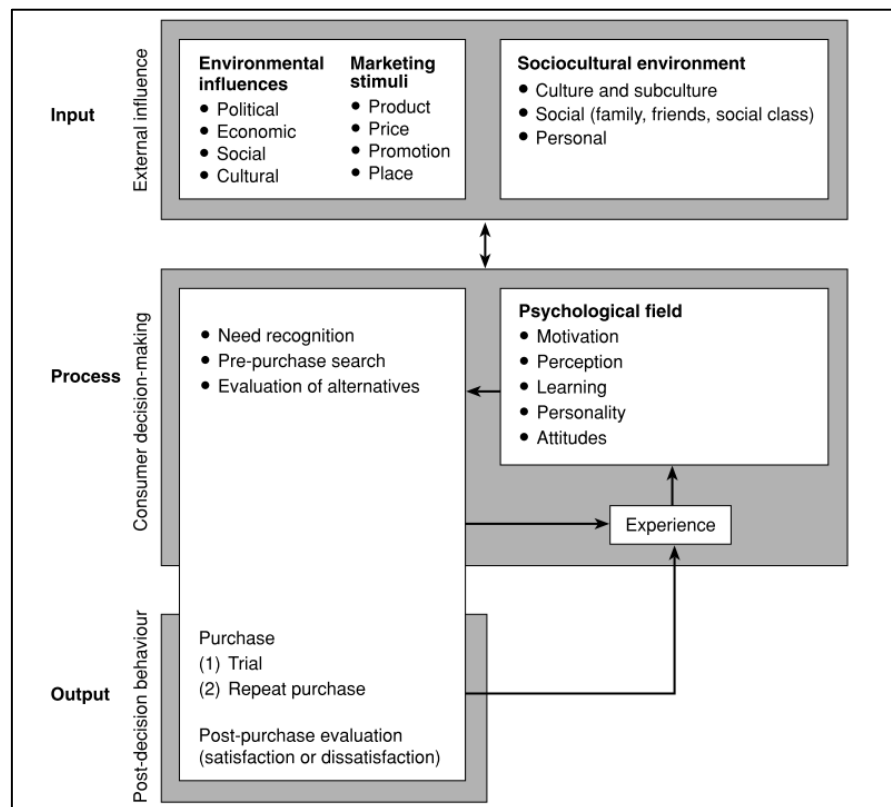 Input
External influence
Environmental
influences
● Political
● Economic
● Social
● Cultural
Marketing
stimuli
● Product
● Price
● Promotion
● Place
Sociocultural environment
● Culture and subculture
● Social (family, friends, social class)
● Personal
Process
Consumer decision-making
● Need recognition
● Pre-purchase search
● Evaluation of alternatives
Psychological field
● Motivation
● Perception
● Learning
● Personality
● Attitudes
Experience
Output
Post-decision behaviour
Purchase
(1) Trial
(2) Repeat purchase
Post-purchase evaluation
(satisfaction or dissatisfaction)